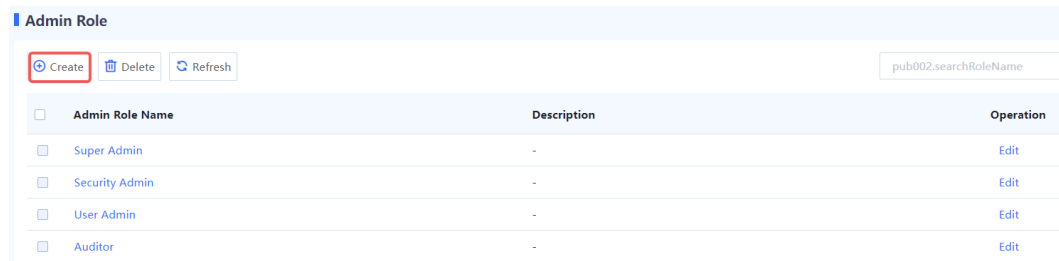 Admin Role
Create Delete Refresh pub002.searchRoleName
Admin Role Name Description Operation
Super Admin - Edit
Security Admin - Edit
User Admin - Edit
Auditor - Edit